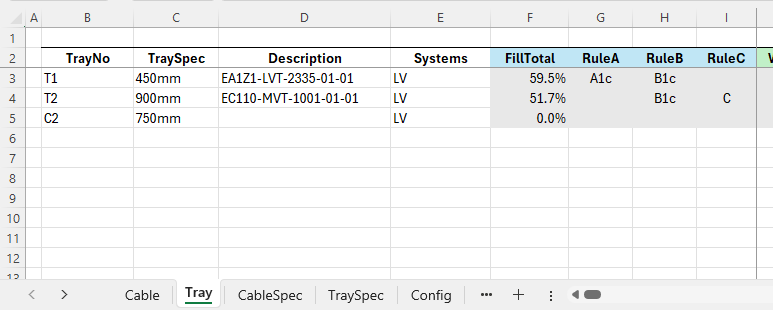 A B C D E F G H I
1
2 TrayNo TraySpec Description Systems FillTotal RuleA RuleB RuleC
3 T1 450mm EA1Z1-LVT-2335-01-01 LV 59.5% A1c B1c
4 T2 900mm EC110-MVT-1001-01-01 LV 51.7% B1c C
5 C2 750mm LV 0.0%
6
7
8
9
10
11
12
Cable Tray CableSpec TraySpec Config ••• +